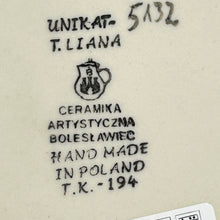 UNIKAT- 5132
T. LIANA
CERAMIKA
ARTYSTYCZNA
BOLESŁAWIEC
HAND MADE
IN POLAND
T.K. - 194